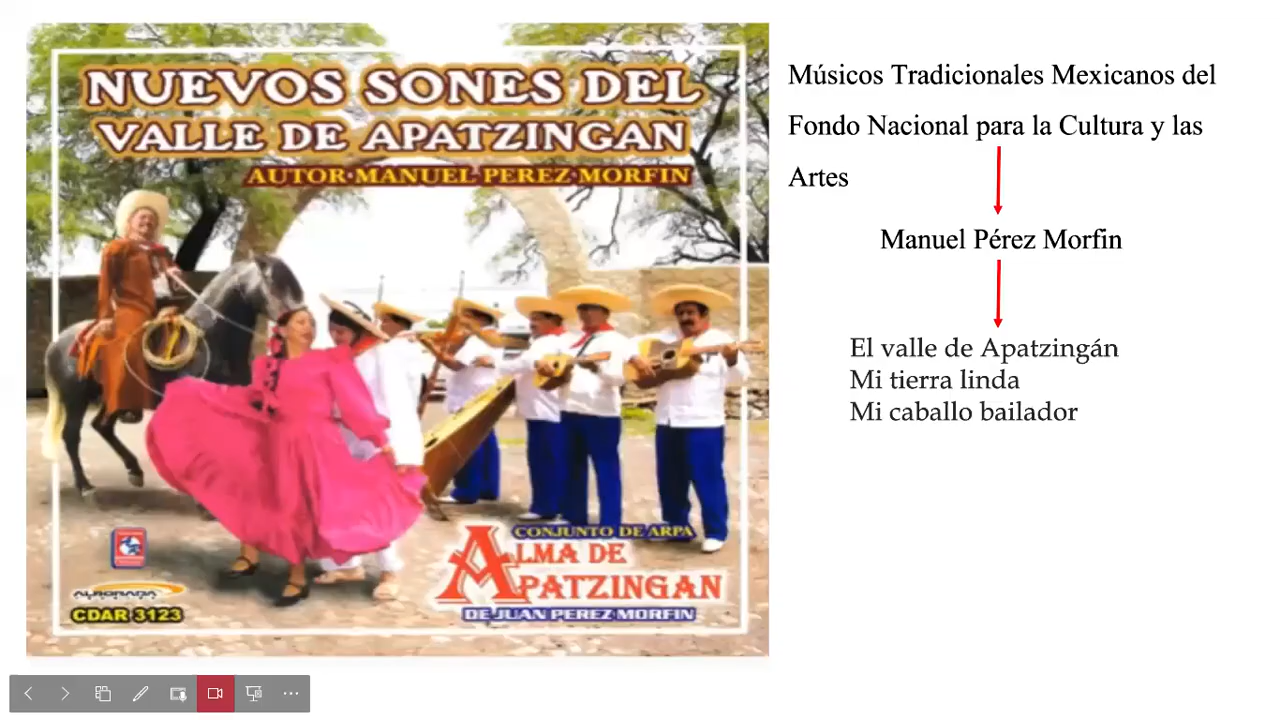 NUEVOS SONES DEL
VALLE DE APATZINGAN
AUTOR·MANUEL PEREZ·MORFIN
CONJUNTO DE ARPA
ALMA DE
APATZINGAN
DE JUAN PEREZ MORFIN
ALBORADA
CDAR 3123
Músicos Tradicionales Mexicanos del
Fondo Nacional para la Cultura y las
Artes
Manuel Pérez Morfin
El valle de Apatzingán
Mi tierra linda
Mi caballo bailador